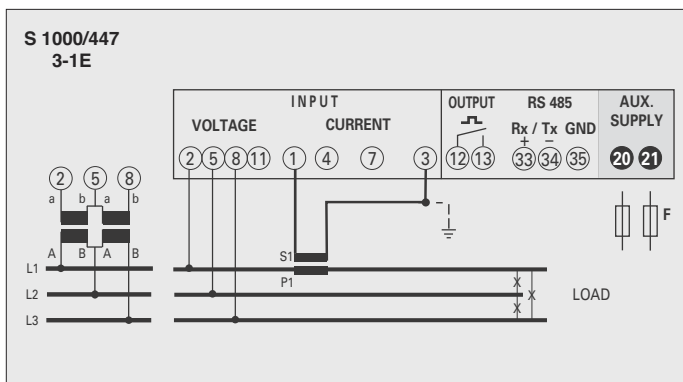 S 1000/447
3-1E
INPUT
VOLTAGE CURRENT
2 5 8 11 1 4 7 3
OUTPUT
12 13
RS 485
Rx / Tx GND
+ −
33 34 35
AUX.
SUPPLY
20 21
F
2 5 8
a b a b
A B A B
S1
P1
L1
L2
L3
X
X X
X
LOAD